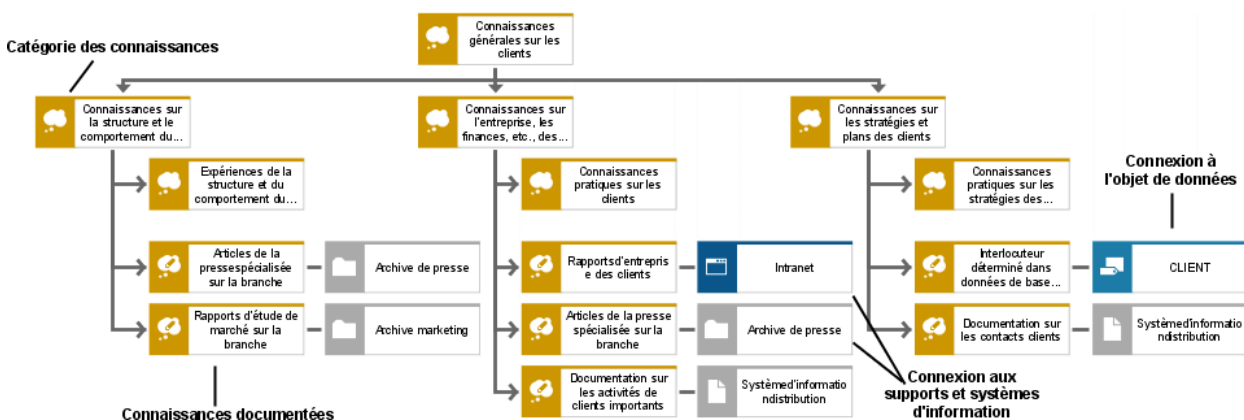 Connaissances
générales sur les
clients
Catégorie des connaissances
Connaissances sur
la structure et le
comportement du...
Connaissances sur
l'entreprise, les
finances, etc., des...
Connaissances sur
les stratégies et
plans des clients
Expériences de la
structure et du
comportement du...
Connaissances
pratiques sur les
clients
Connaissances
pratiques sur les
stratégies des...
Connexion à
l'objet de données
Articles de la
pressespécialisée
sur la branche
Archive de presse
Rapportsd'entrepris
e des clients
Intranet
Interlocuteur
déterminé dans
données de base...
CLIENT
Rapports d'étude de
marché sur la
branche
Archive marketing
Articles de la presse
spécialisée sur la
branche
Archive de presse
Documentation sur
les contacts clients
Systèmed'informatio
ndistribution
Documentation sur
les activités de
clients importants
Systèmed'informatio
ndistribution
Connexion aux
supports et systèmes
d'information
Connaissances documentées